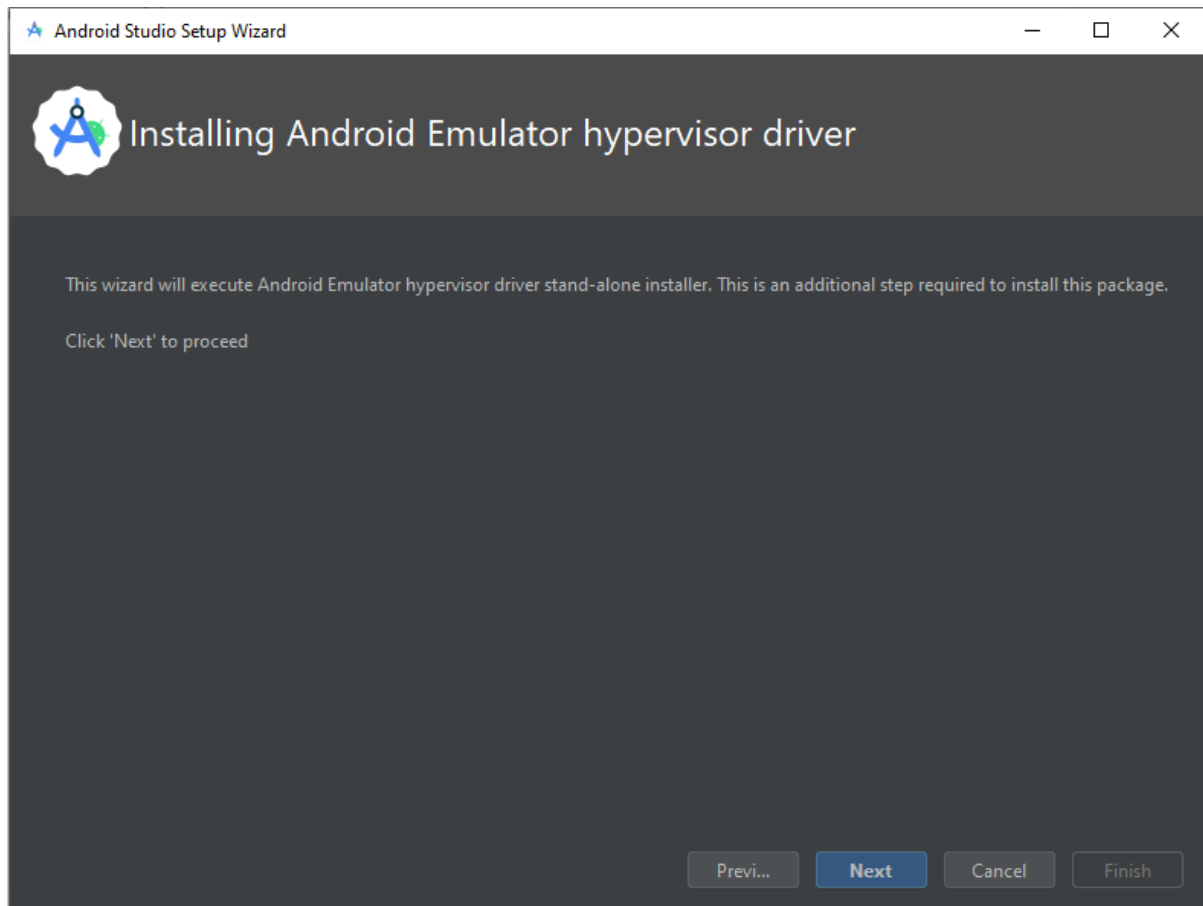 Android Studio Setup Wizard
Installing Android Emulator hypervisor driver
This wizard will execute Android Emulator hypervisor driver stand-alone installer. This is an additional step required to install this package.
Click 'Next' to proceed
Previ... Next Cancel Finish